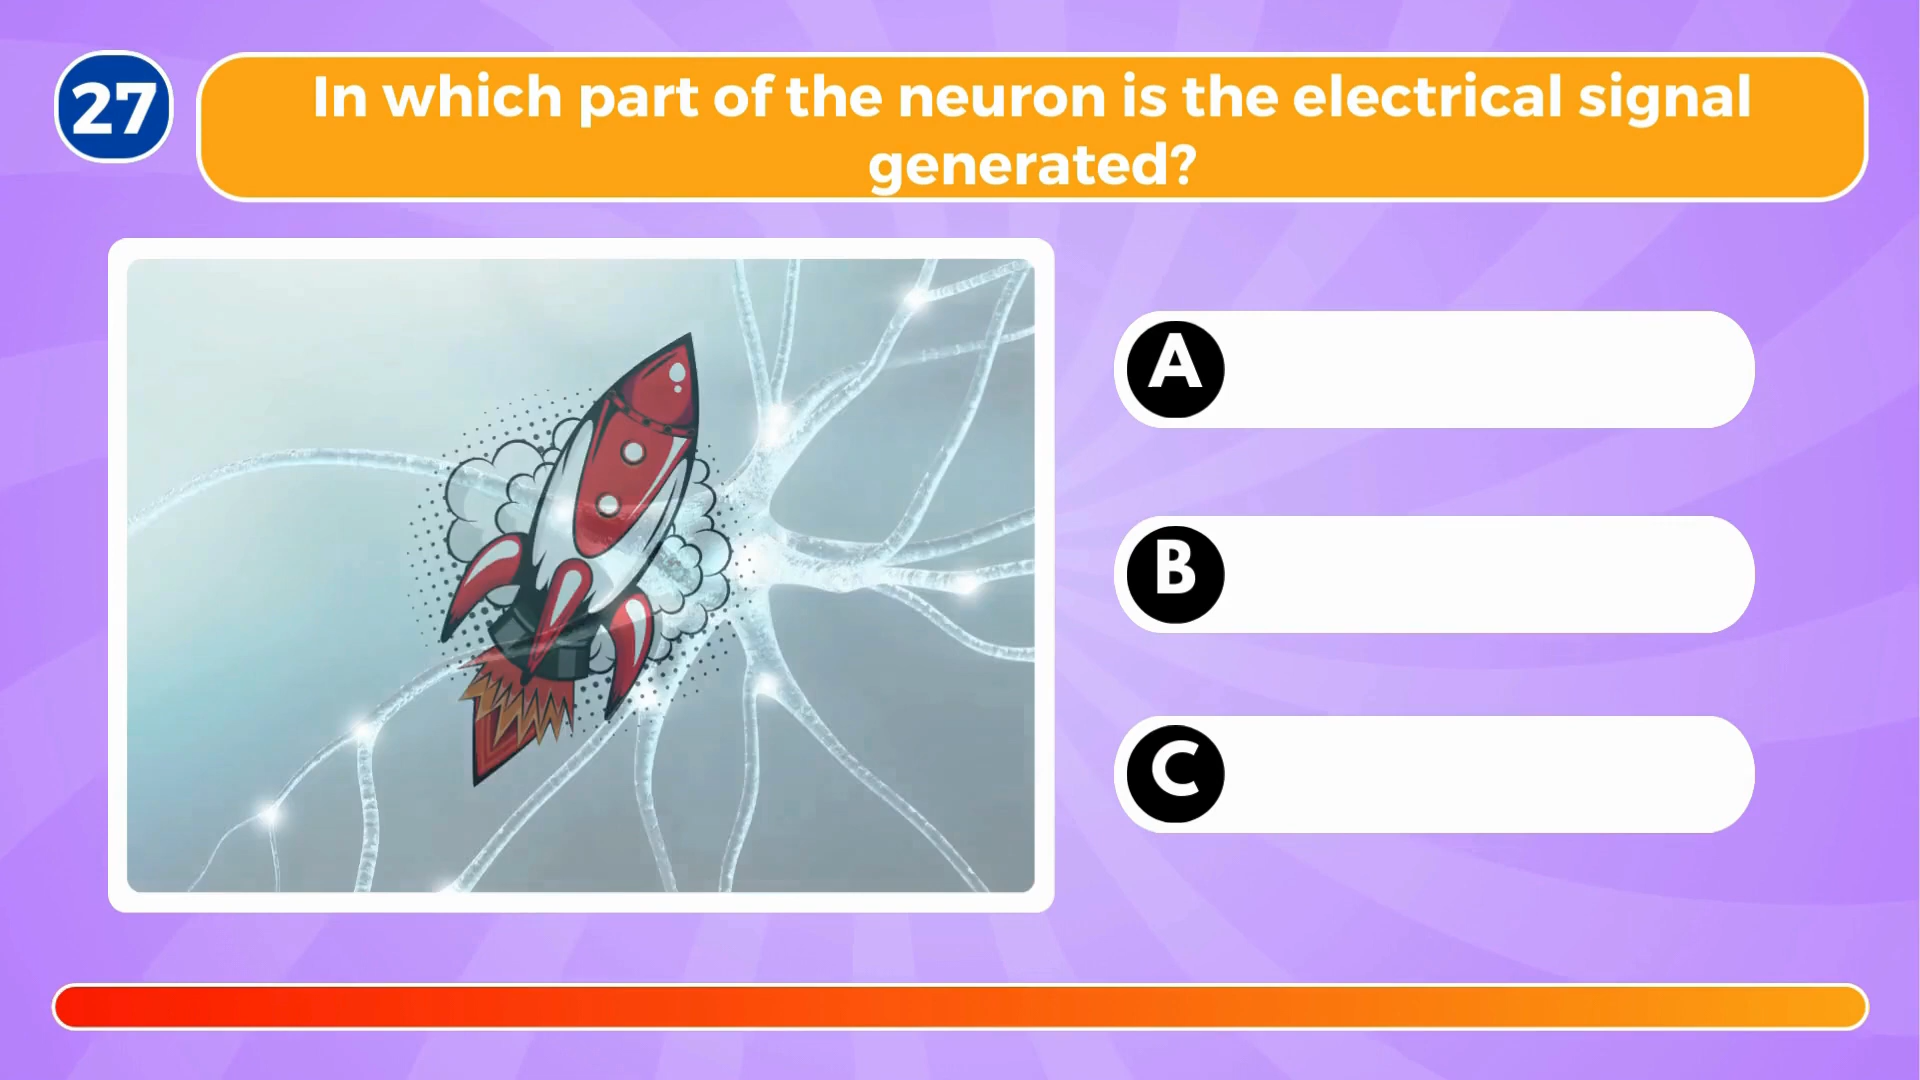 27
In which part of the neuron is the electrical signal
generated?
A
B
C